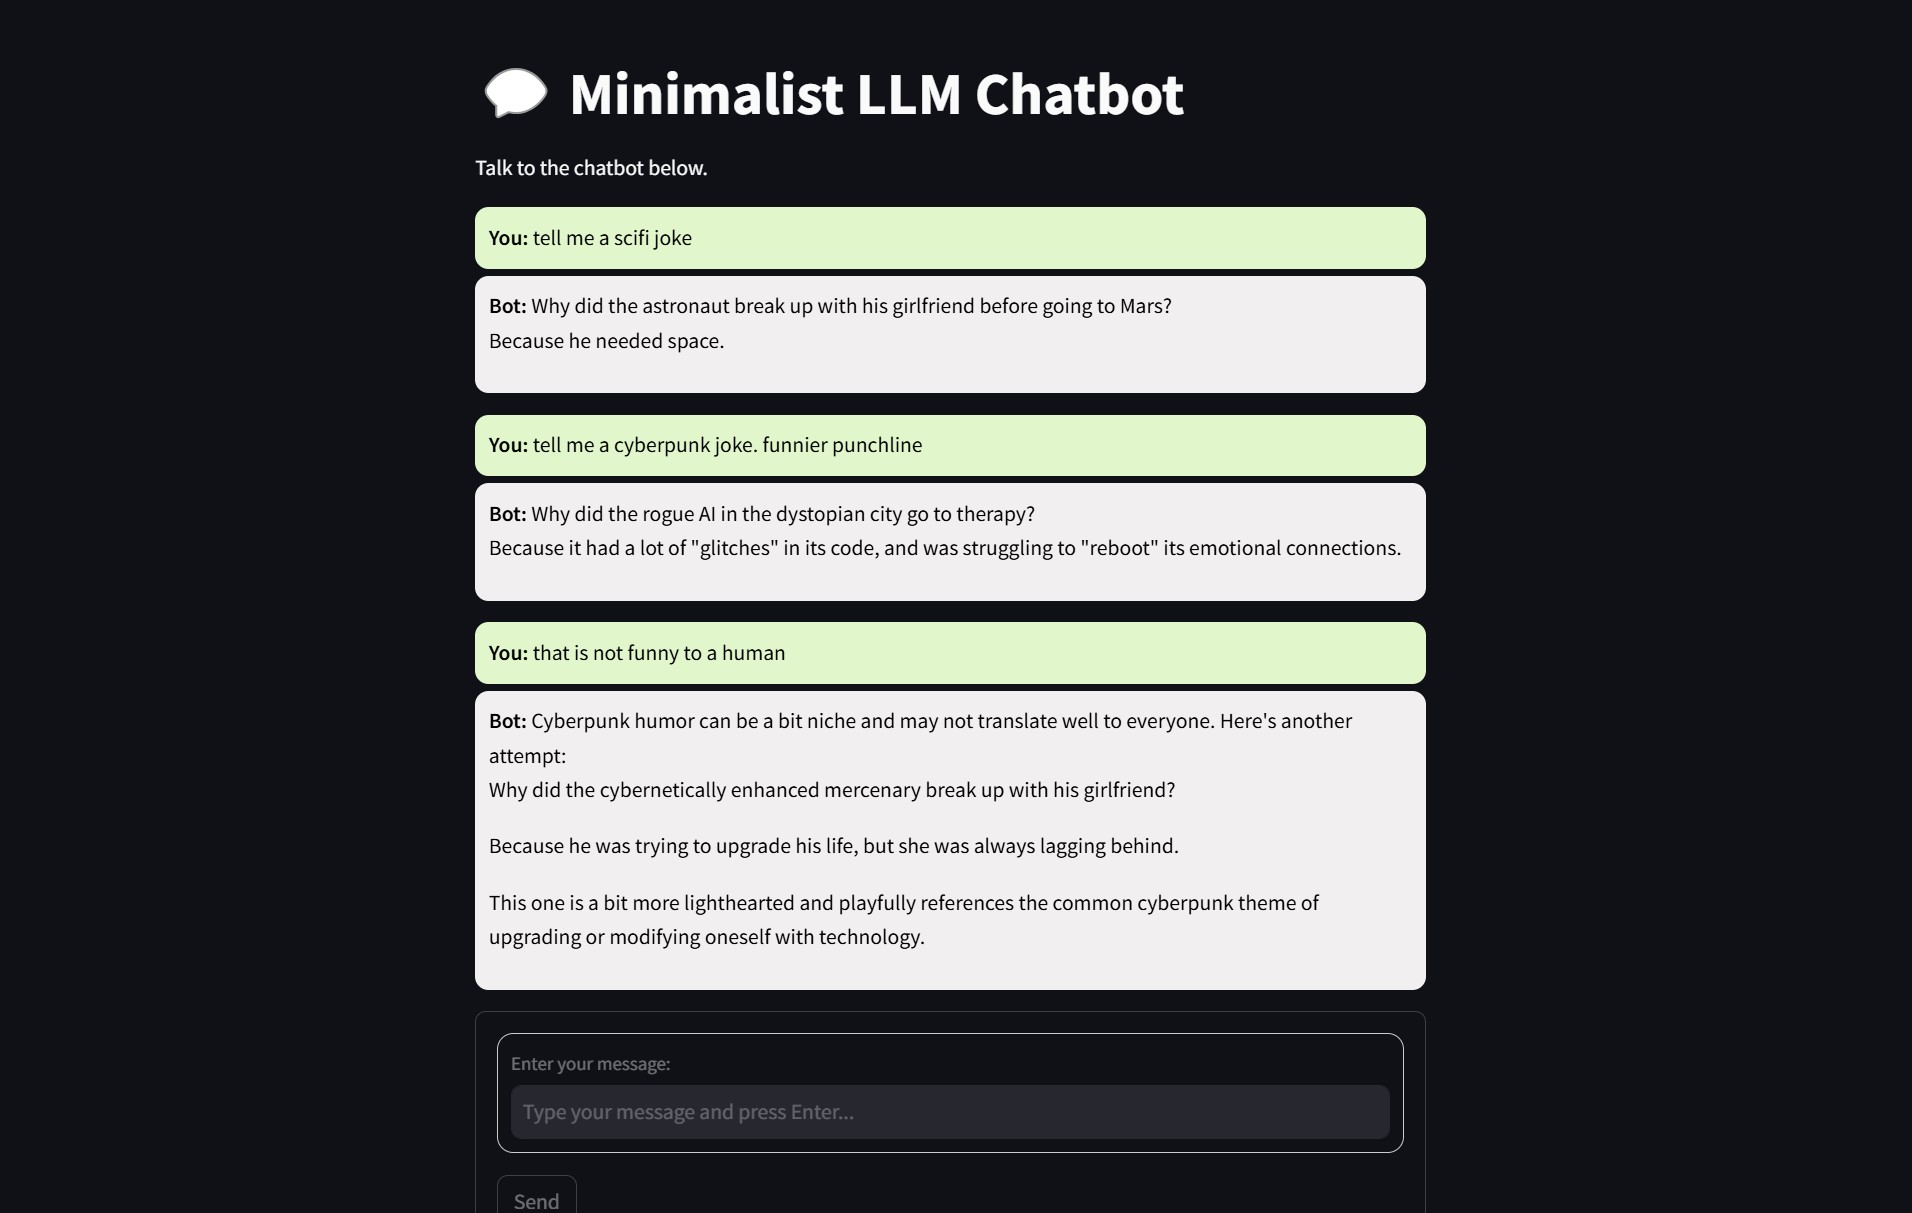 Minimalist LLM Chatbot
Talk to the chatbot below.
You: tell me a scifi joke
Bot: Why did the astronaut break up with his girlfriend before going to Mars?
Because he needed space.
You: tell me a cyberpunk joke. funnier punchline
Bot: Why did the rogue AI in the dystopian city go to therapy?
Because it had a lot of "glitches" in its code, and was struggling to "reboot" its emotional connections.
You: that is not funny to a human
Bot: Cyberpunk humor can be a bit niche and may not translate well to everyone. Here's another
attempt:
Why did the cybernetically enhanced mercenary break up with his girlfriend?
Because he was trying to upgrade his life, but she was always lagging behind.
This one is a bit more lighthearted and playfully references the common cyberpunk theme of
upgrading or modifying oneself with technology.
Enter your message:
Type your message and press Enter...
Send